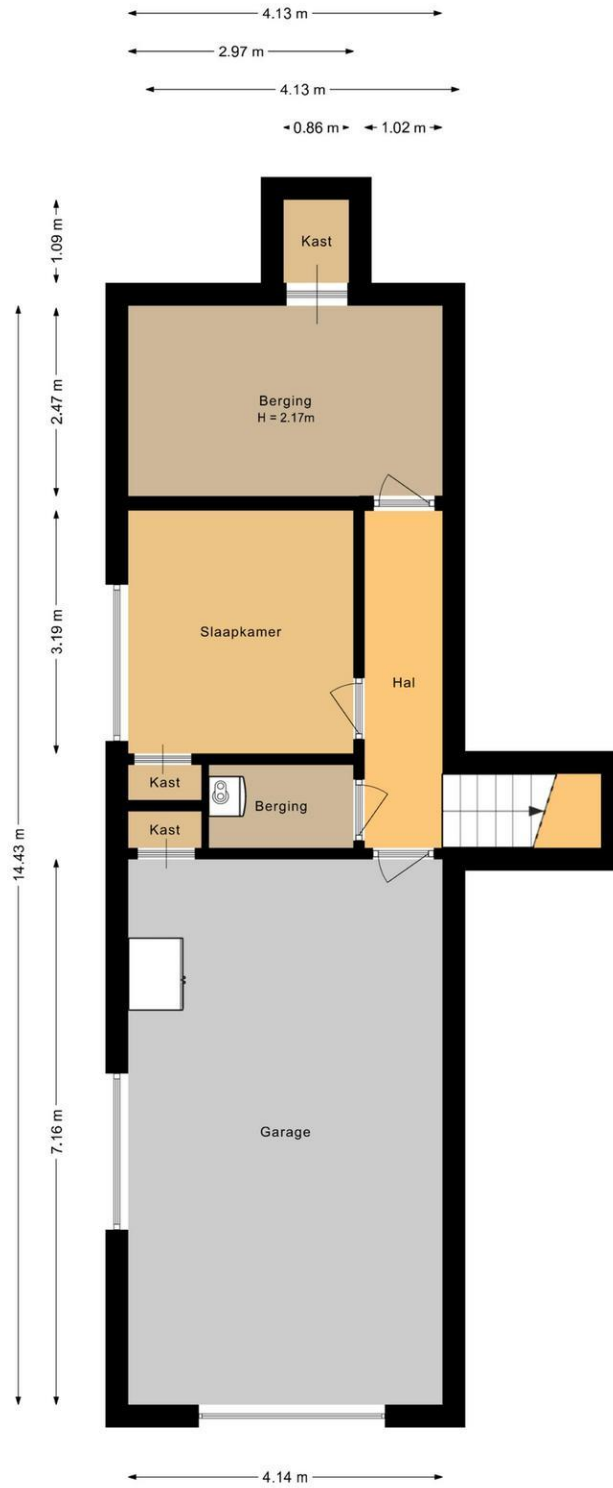 4.13 m
2.97 m
4.13 m
0.86 m
1.02 m
1.09 m
Kast
14.43 m
2.47 m
Berging
H = 2.17m
3.19 m
Slaapkamer
Hal
Kast
Berging
Kast
7.16 m
Garage
4.14 m